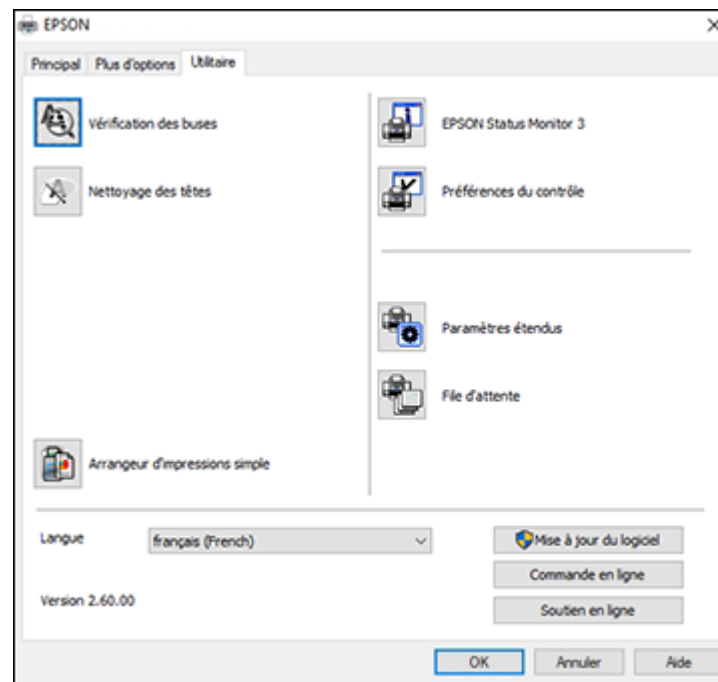 EPSON
Principal
Plus d'options
Utilitaire
Vérification des buses
Nettoyage des têtes
Arrangeur d'impressions simple
EPSON Status Monitor 3
Préférences du contrôle
Paramètres étendus
File d'attente
Langue
français (French)
Version 2.60.00
Mise à jour du logiciel
Commande en ligne
Soutien en ligne
OK
Annuler
Aide